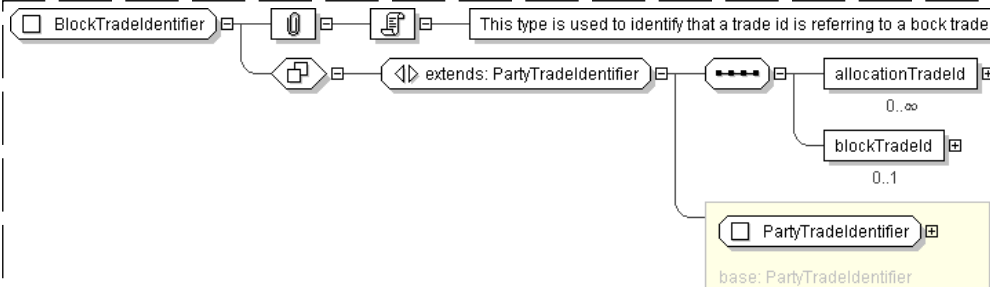 BlockTradeIdentifier
This type is used to identify that a trade id is referring to a bock trade
extends: PartyTradeIdentifier
allocationTradeId
0..∞
blockTradeId
0..1
PartyTradeIdentifier
base: PartyTradeIdentifier